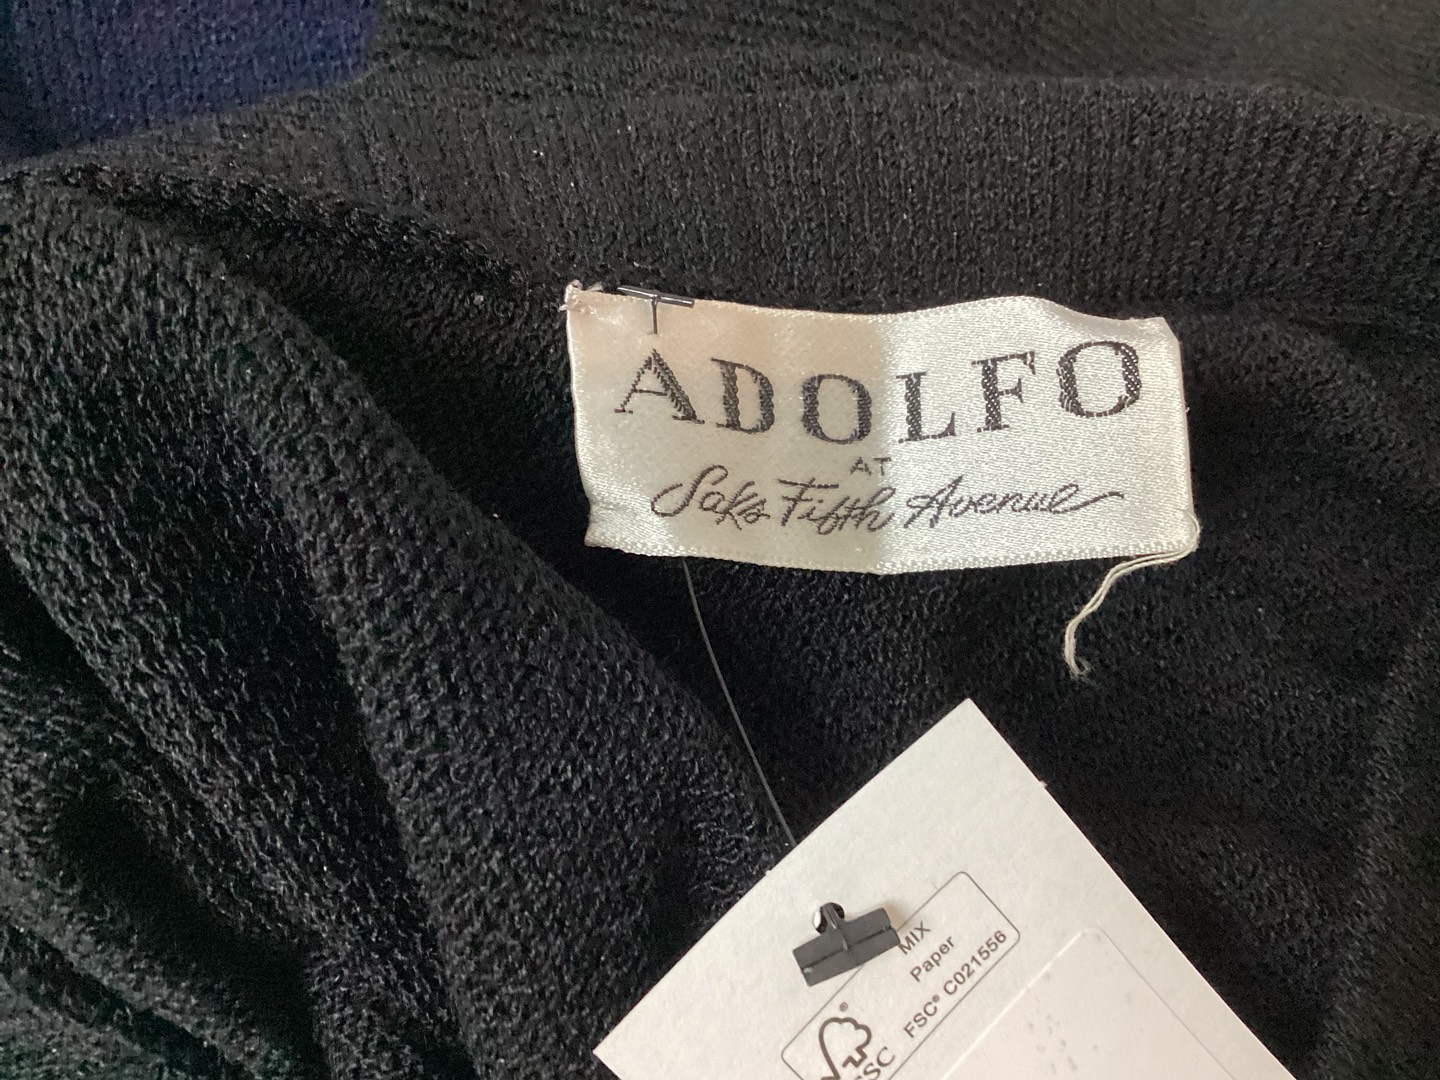 ADOLFO
AT
Saks Fifth Avenue
MIX
Paper
FSC® C021556
®
FSC